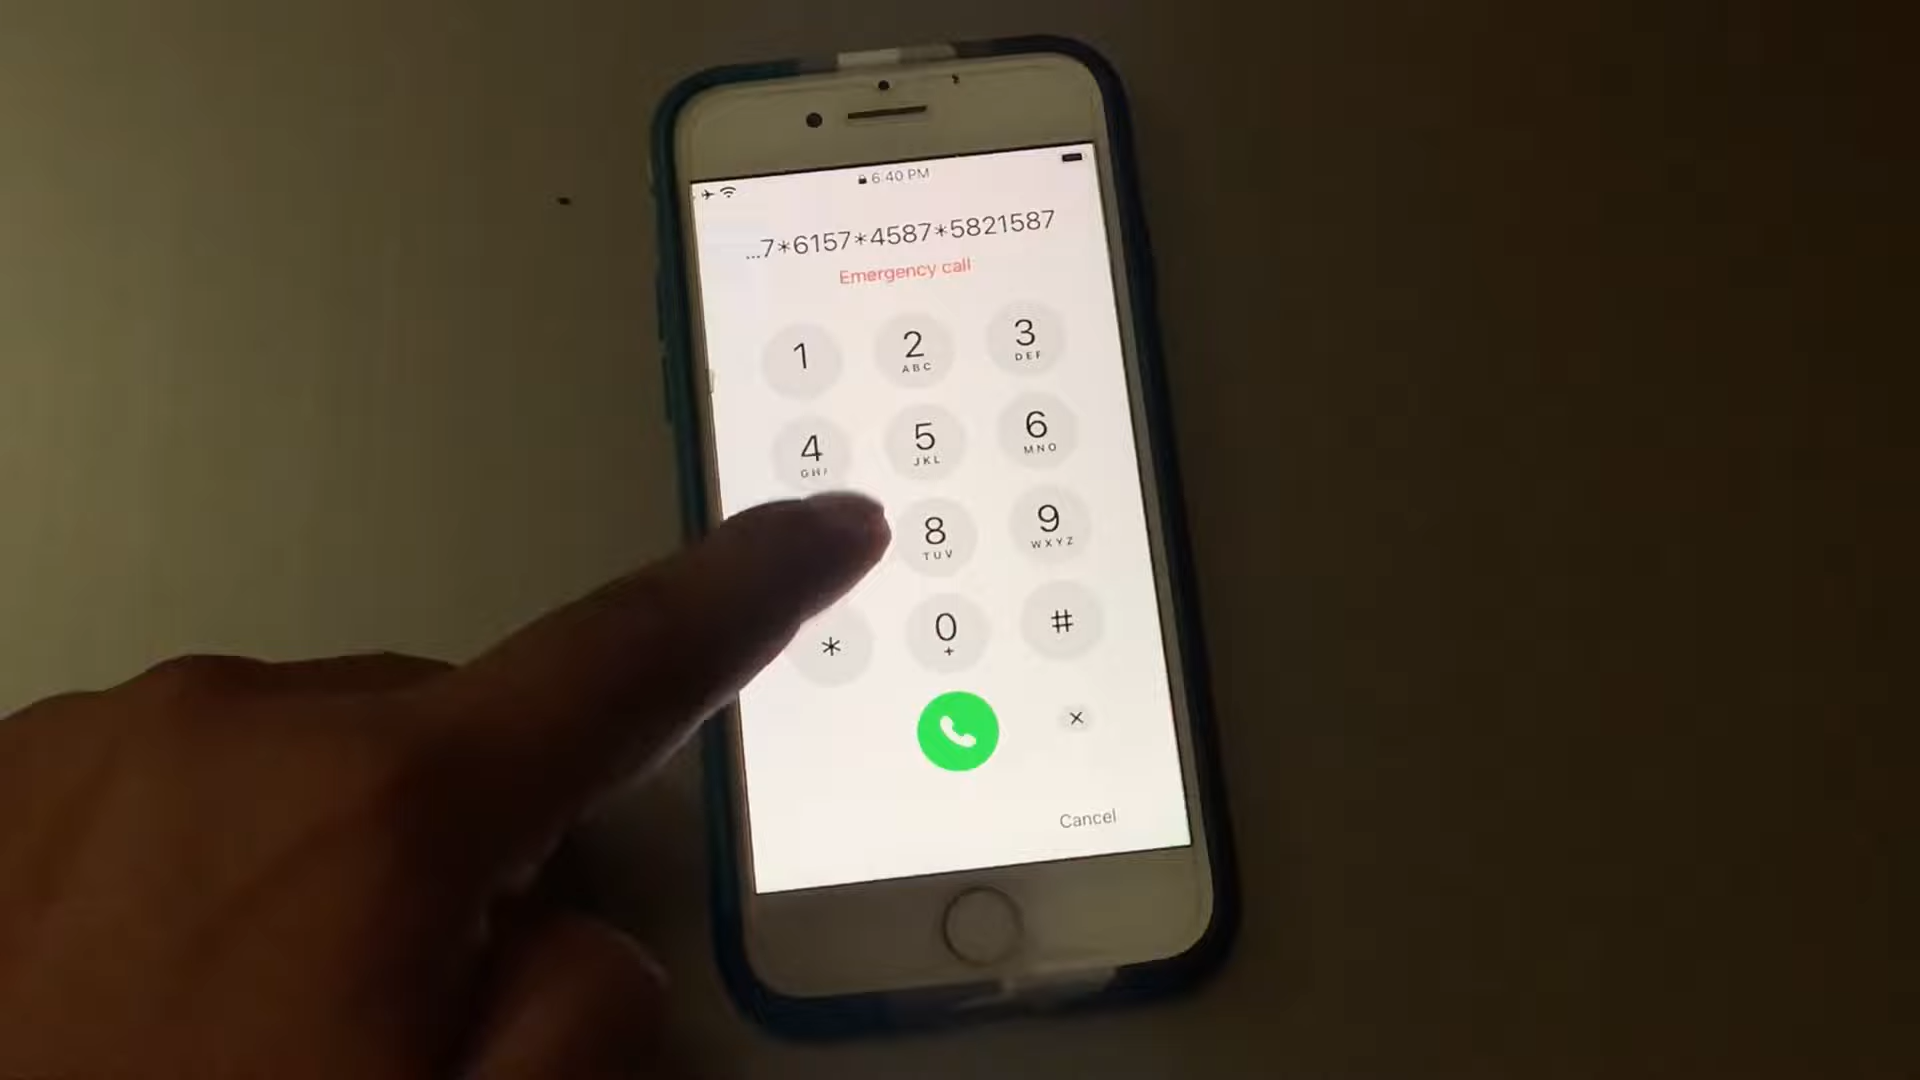 6:40 PM
...7*6157*4587*5821587
Emergency call
1
2
ABC
3
DEF
4
GHI
5
JKL
6
MNO
8
TUV
9
WXYZ
*
0
+
#
Cancel